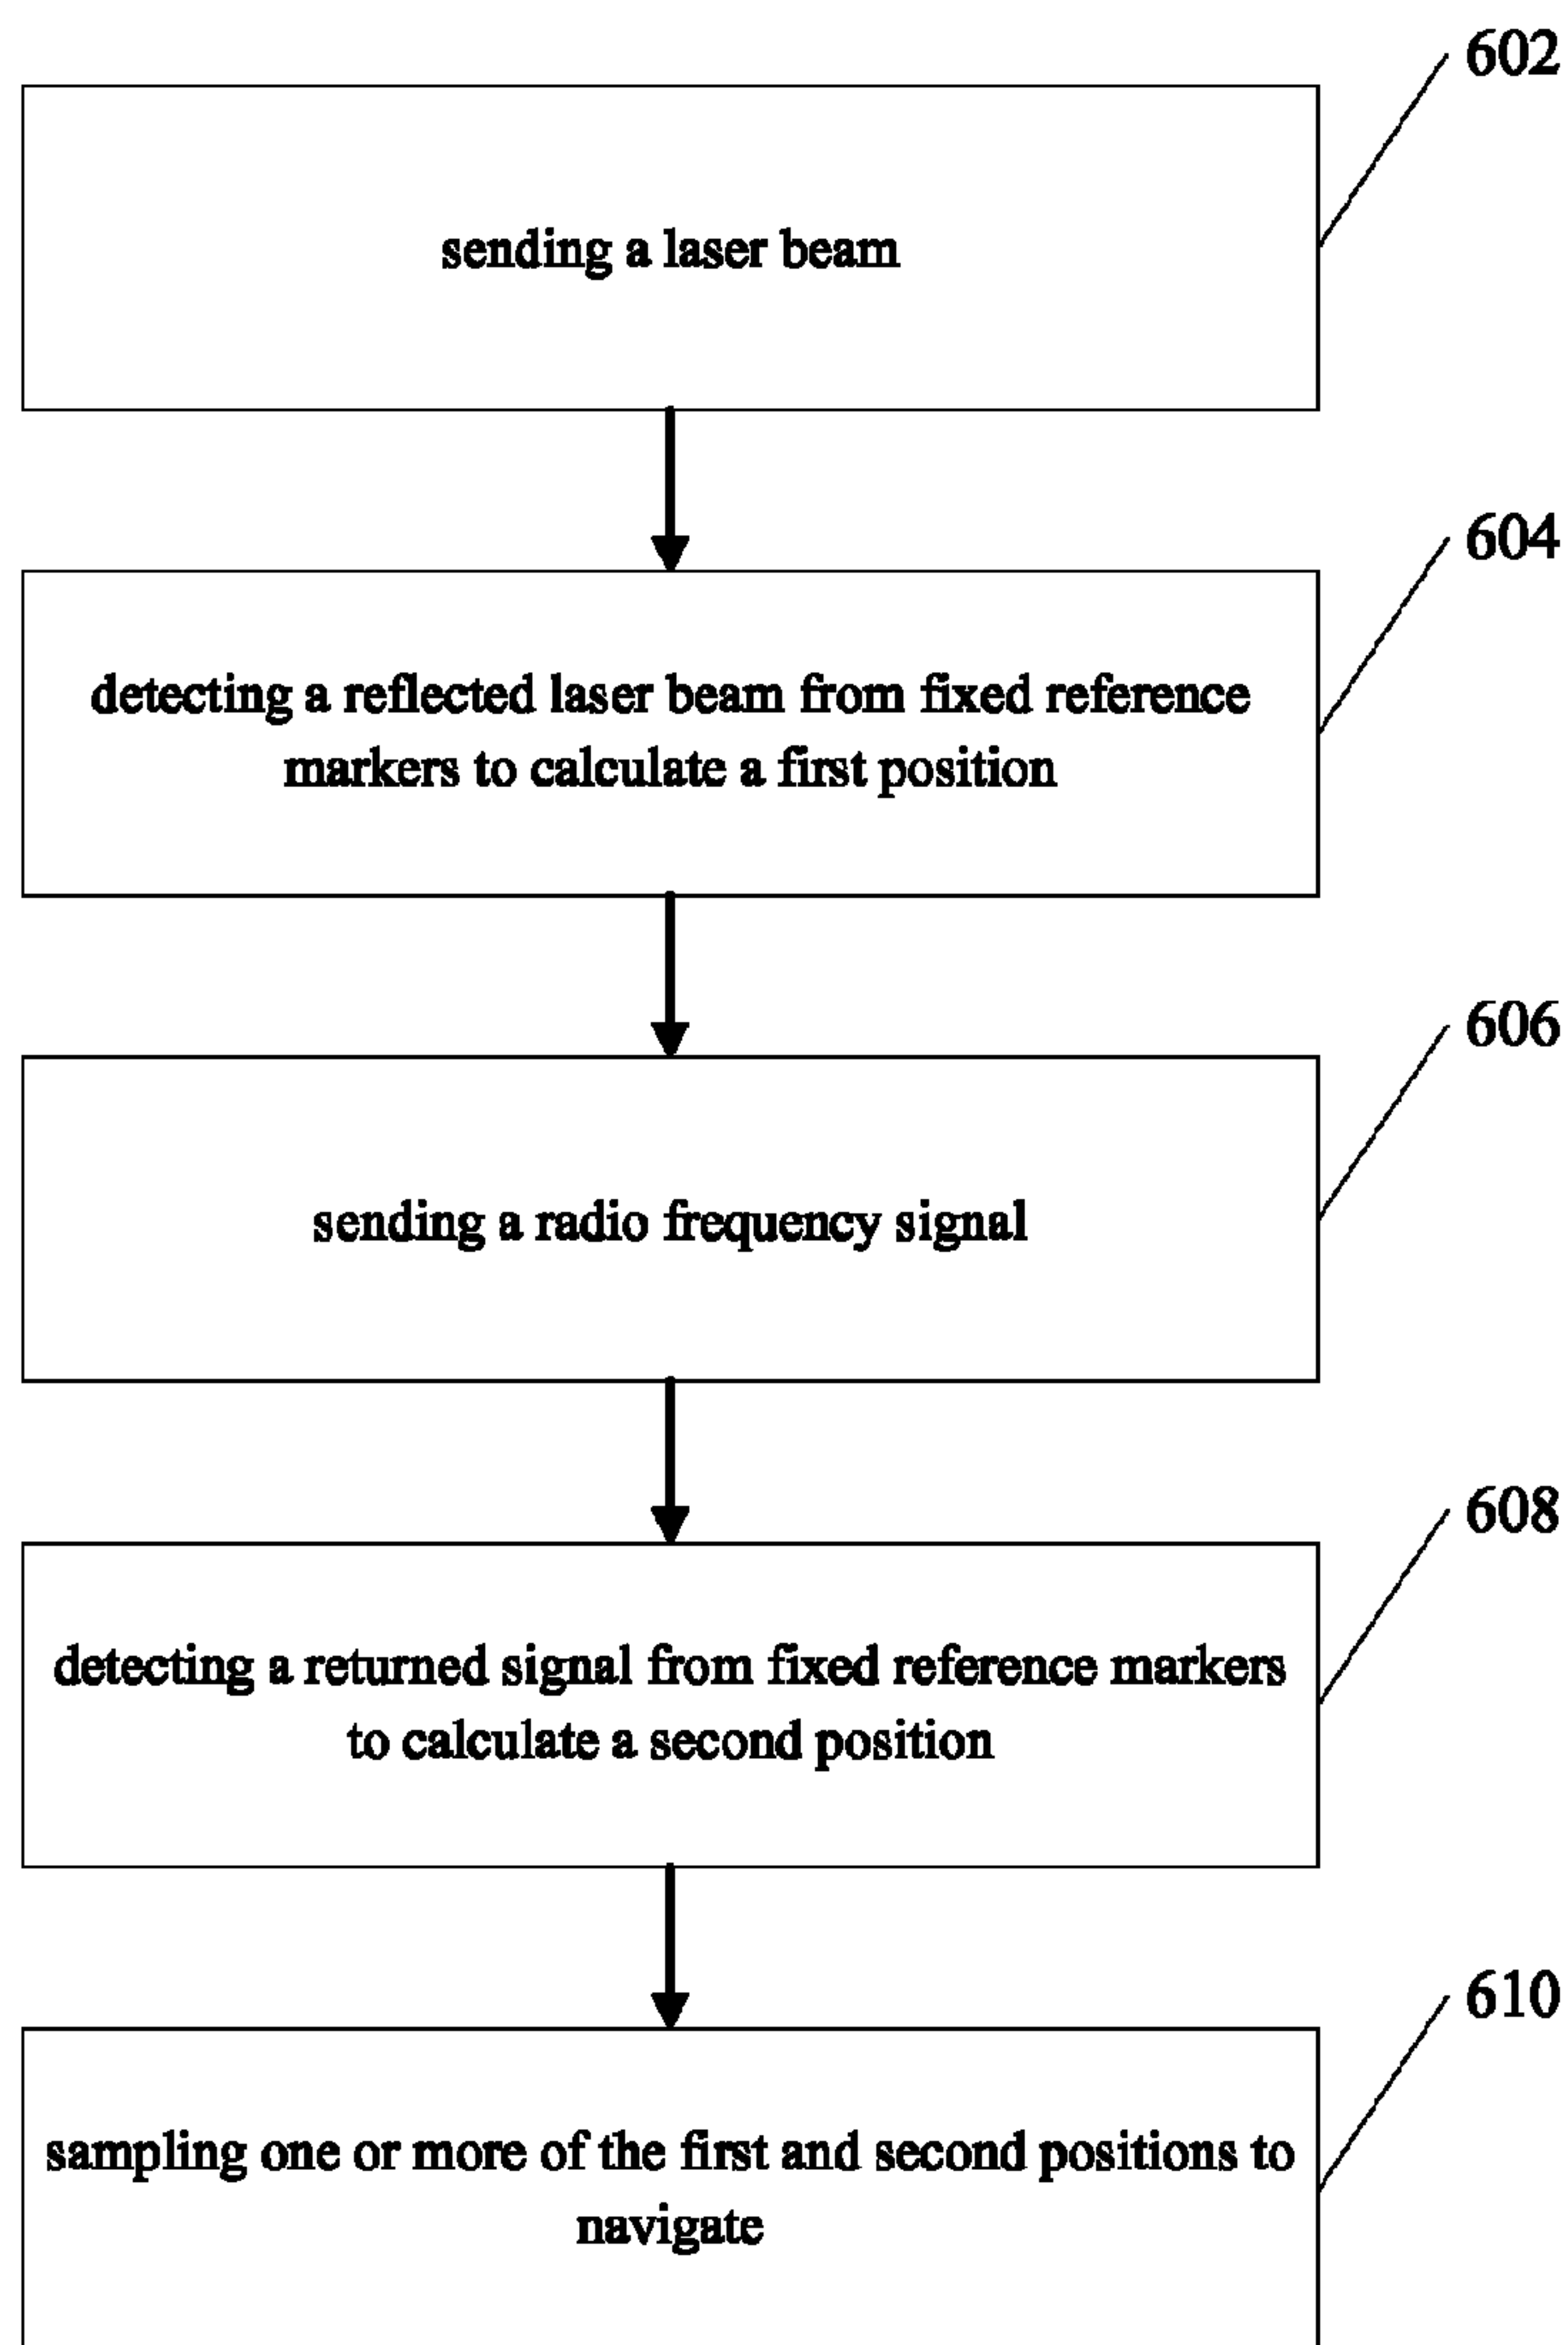 602
sending a laser beam
604
detecting a reflected laser beam from fixed reference
markers to calculate a first position
606
sending a radio frequency signal
608
detecting a returned signal from fixed reference markers
to calculate a second position
610
sampling one or more of the first and second positions to
navigate